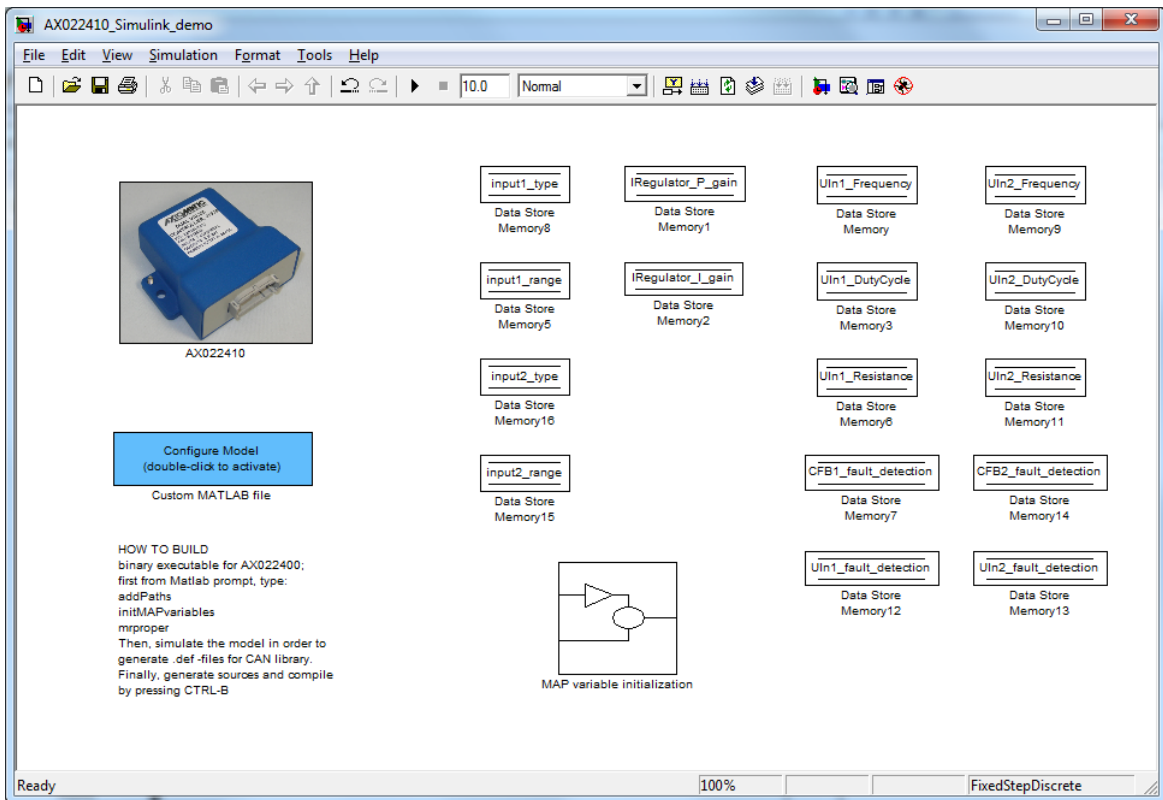 AX022410_Simulink_demo
File Edit View Simulation Format Tools Help
10.0 Normal
AXIOMATIC
AX022410
Configure Model
(double-click to activate)
Custom MATLAB file
HOW TO BUILD
binary executable for AX022400;
first from Matlab prompt, type:
addPaths
initMAPvariables
mrproper
Then, simulate the model in order to
generate .def -files for CAN library.
Finally, generate sources and compile
by pressing CTRL-B
input1_type
Data Store
Memory8
input1_range
Data Store
Memory5
input2_type
Data Store
Memory16
input2_range
Data Store
Memory15
IRegulator_P_gain
Data Store
Memory1
IRegulator_I_gain
Data Store
Memory2
MAP variable initialization
UIn1_Frequency
Data Store
Memory
UIn1_DutyCycle
Data Store
Memory3
UIn1_Resistance
Data Store
Memory6
CFB1_fault_detection
Data Store
Memory7
UIn1_fault_detection
Data Store
Memory12
UIn2_Frequency
Data Store
Memory9
UIn2_DutyCycle
Data Store
Memory10
UIn2_Resistance
Data Store
Memory11
CFB2_fault_detection
Data Store
Memory14
UIn2_fault_detection
Data Store
Memory13
Ready 100% FixedStepDiscrete